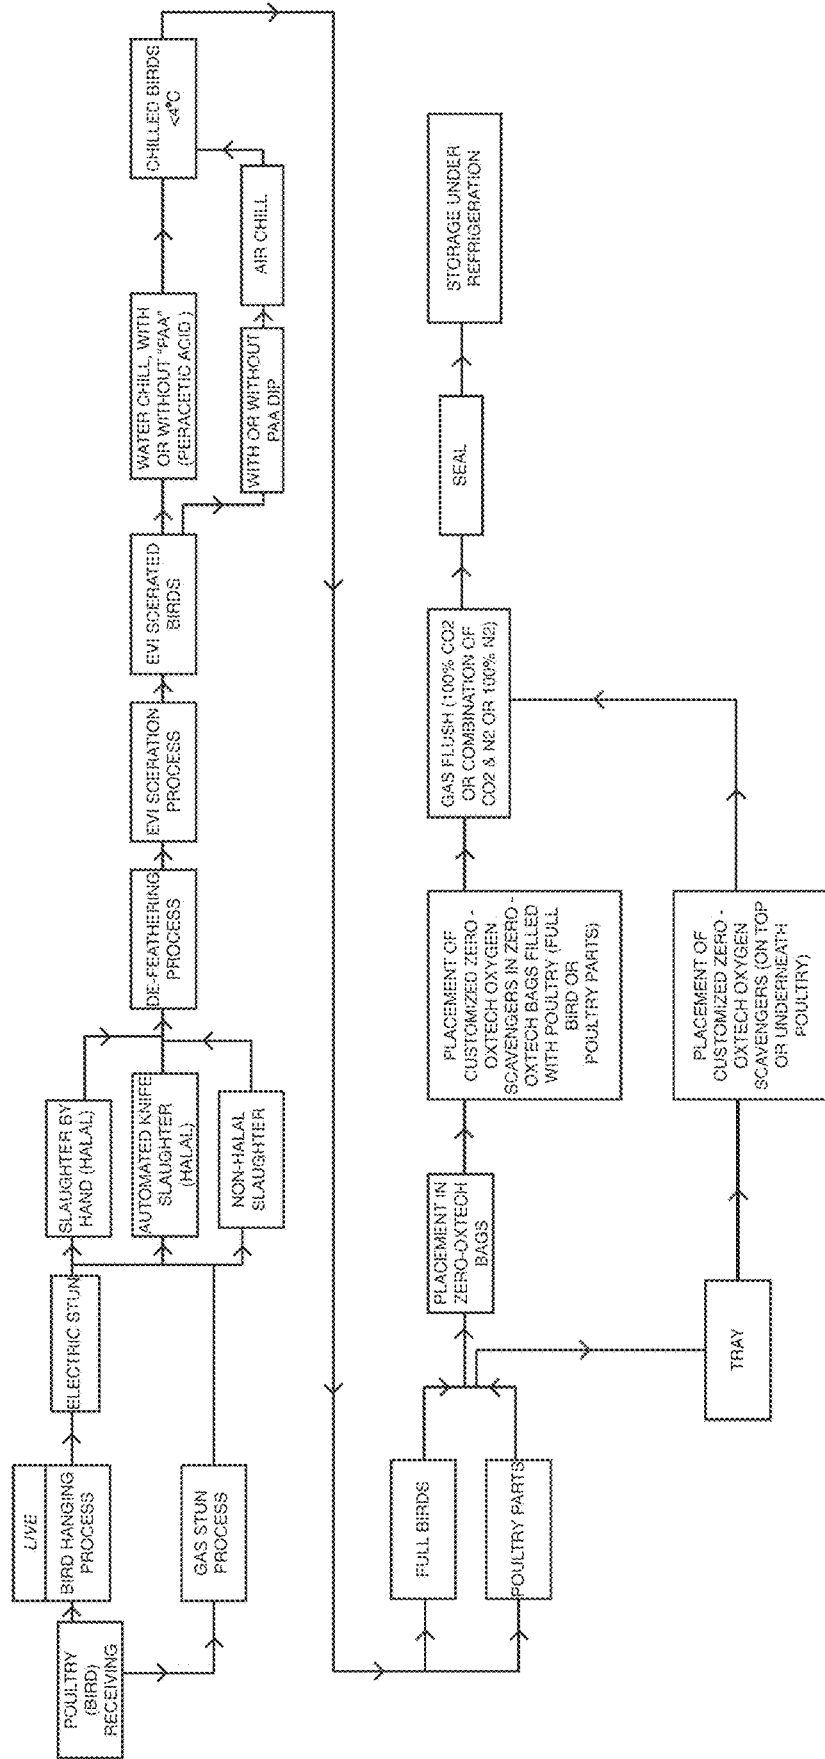 POULTRY
(BIRD)
RECEIVING
LIVE
BIRD HANGING
PROCESS
GAS STUN
PROCESS
ELECTRIC STUN
SLAUGHTER BY
HAND (HALAL)
AUTOMATED KNIFE
SLAUGHTER
(HALAL)
NON-HALAL
SLAUGHTER
DE-FEATHERING
PROCESS
EVI SCERATION
PROCESS
EVI SCERATED
BIRDS
WATER CHILL, WITH
OR WITHOUT "PAA"
(PERACETIC ACID )
WITH OR WITHOUT
PAA DIP
AIR CHILL
CHILLED BIRDS
<4°C
FULL BIRDS
POULTRY PARTS
PLACEMENT IN
ZERO-OXTECH
BAGS
TRAY
PLACEMENT OF
CUSTOMIZED ZERO -
OXTECH OXYGEN
SCAVENGERS IN ZERO -
OXTECH BAGS FILLED
WITH POULTRY (FULL
BIRD OR
POULTRY PARTS)
PLACEMENT OF
CUSTOMIZED ZERO -
OXTECH OXYGEN
SCAVENGERS (ON TOP
OR UNDERNEATH
POULTRY)
GAS FLUSH (100% CO2
OR COMBINATION OF
CO2 & N2 OR 100% N2)
SEAL
STORAGE UNDER
REFRIGERATION